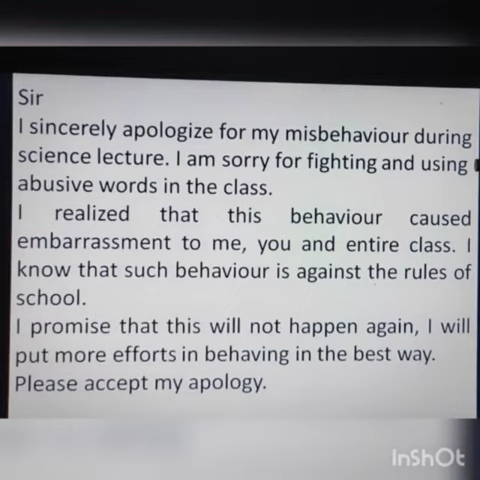 Sir
I sincerely apologize for my misbehaviour during
science lecture. I am sorry for fighting and using
abusive words in the class.
I realized that this behaviour caused
embarrassment to me, you and entire class. I
know that such behaviour is against the rules of
school.
I promise that this will not happen again, I will
put more efforts in behaving in the best way.
Please accept my apology.
InShOt